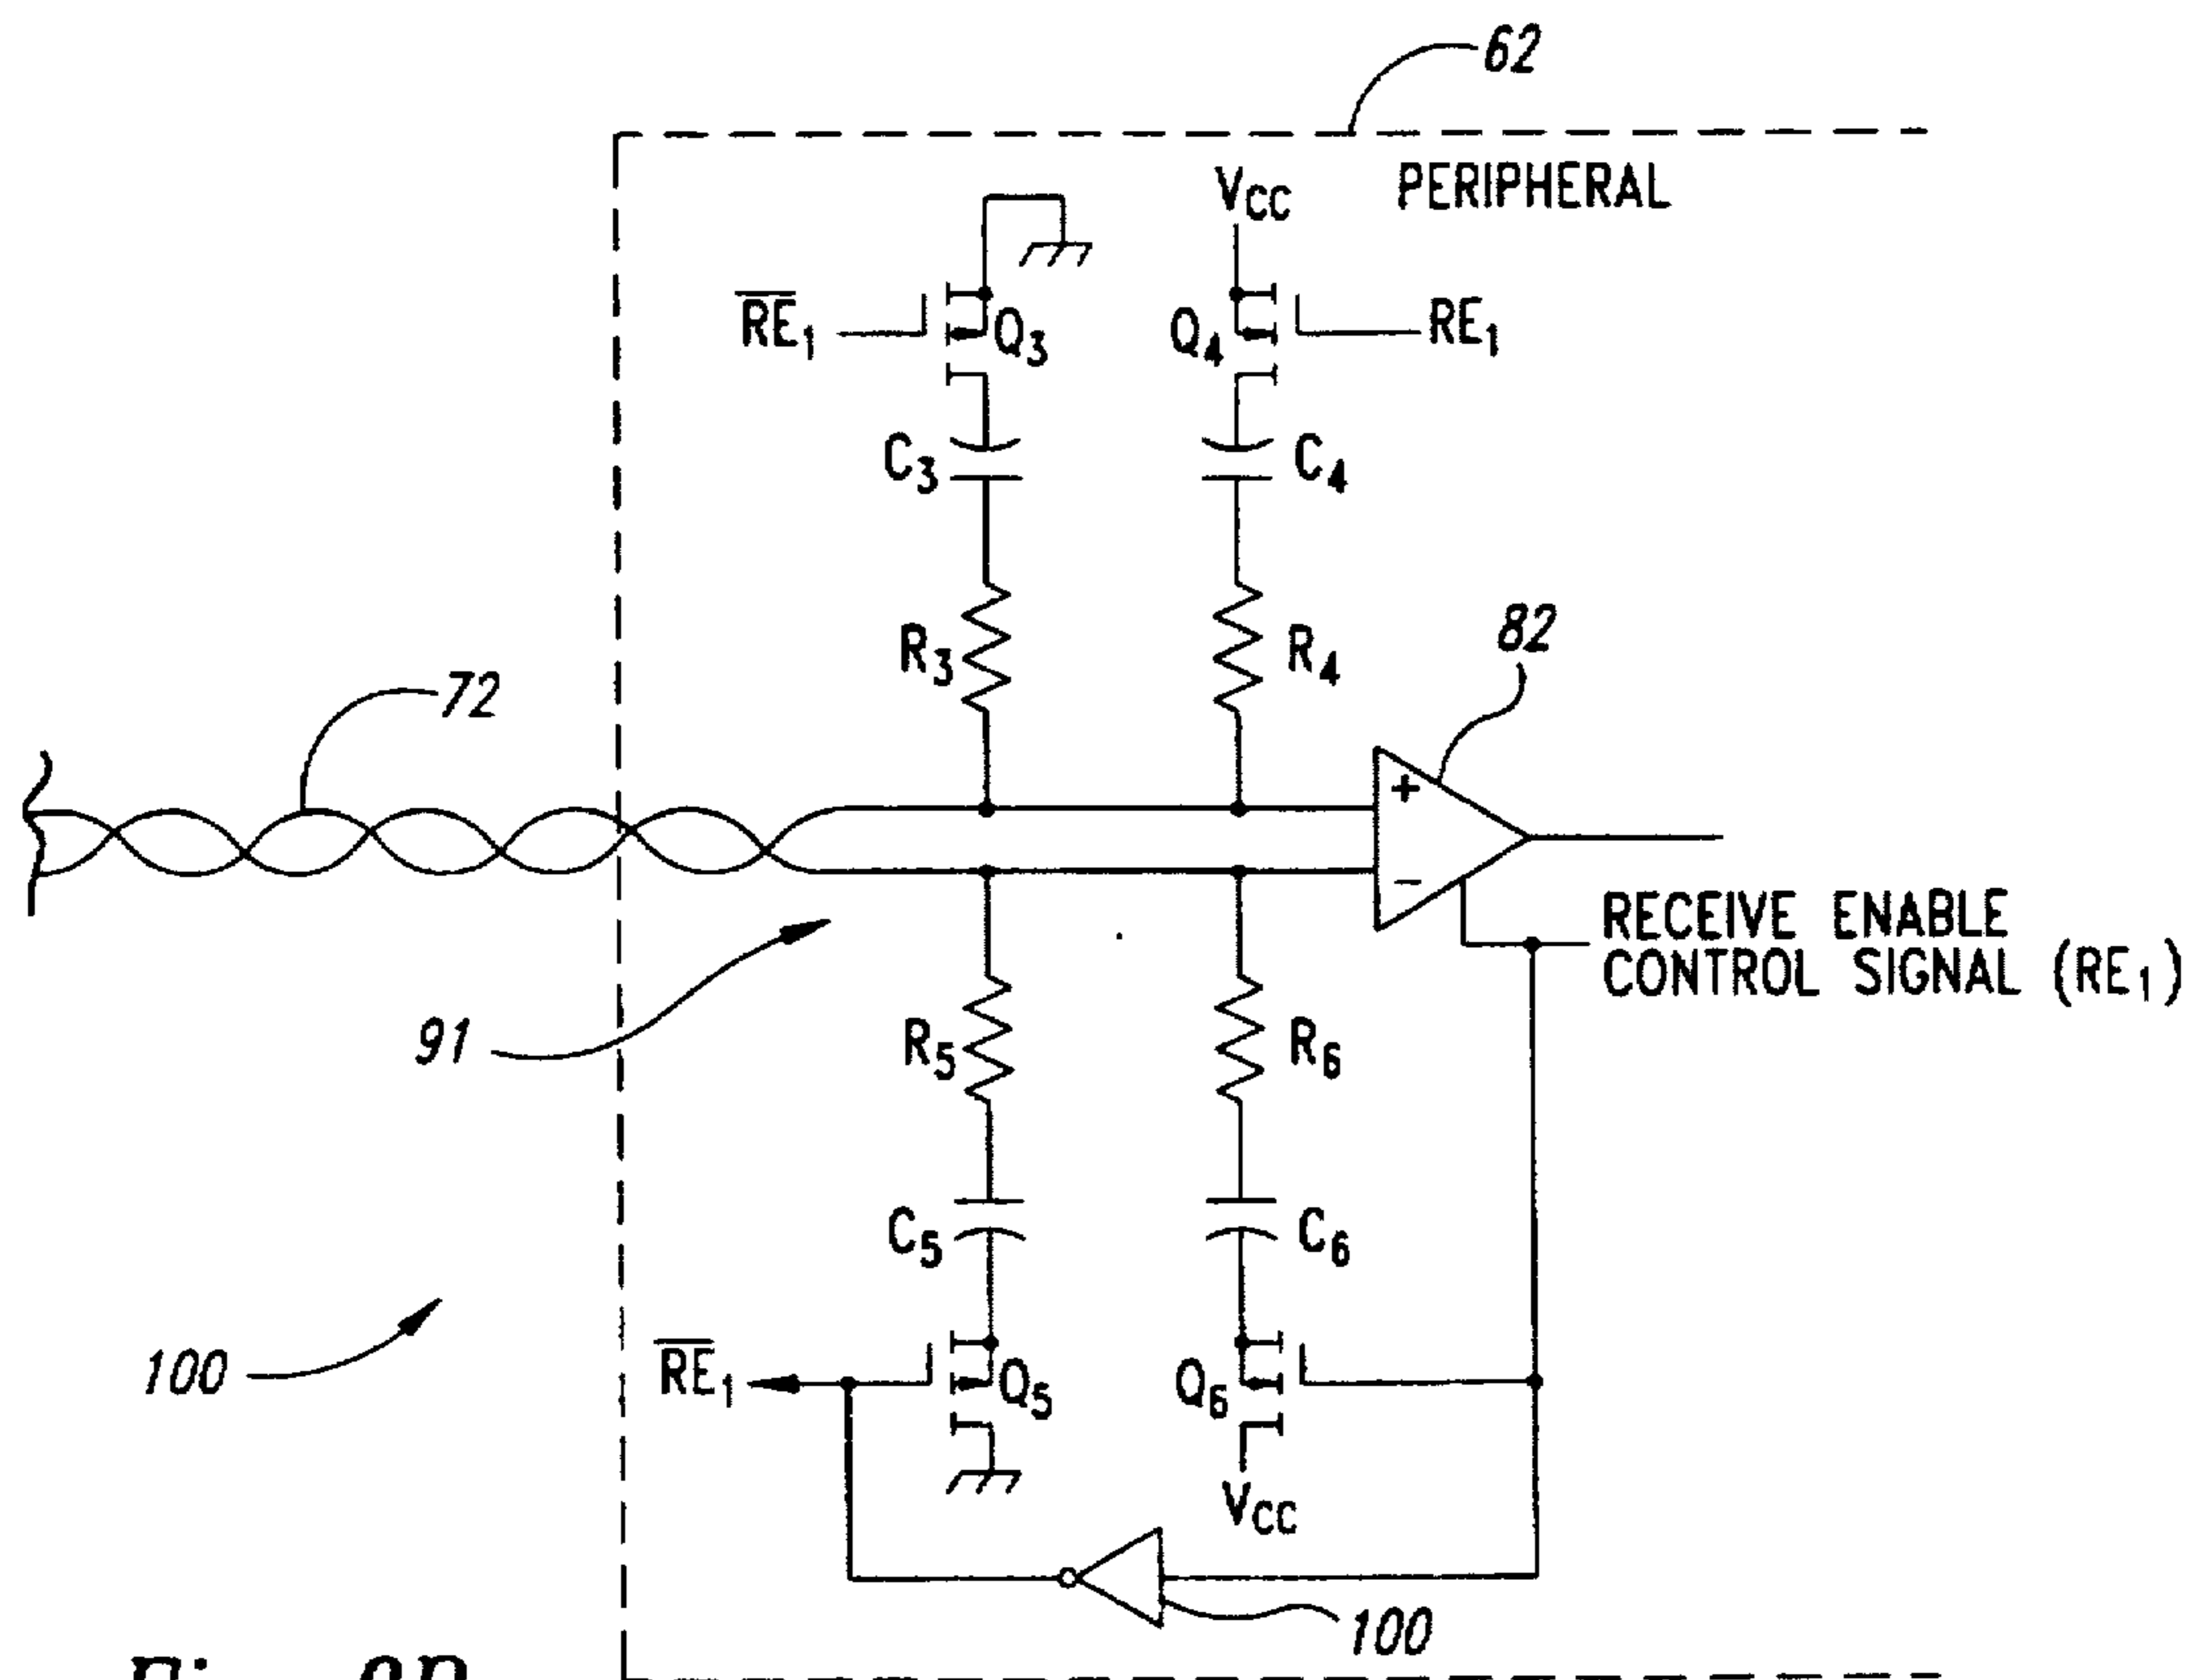 62
PERIPHERAL
VCC
RE1
Q3
Q4
RE1
C3
C4
R3
R4
82
72
+
−
RECEIVE ENABLE
CONTROL SIGNAL (RE1)
91
R5
R6
C5
C6
100
RE1
Q5
Q6
VCC
100